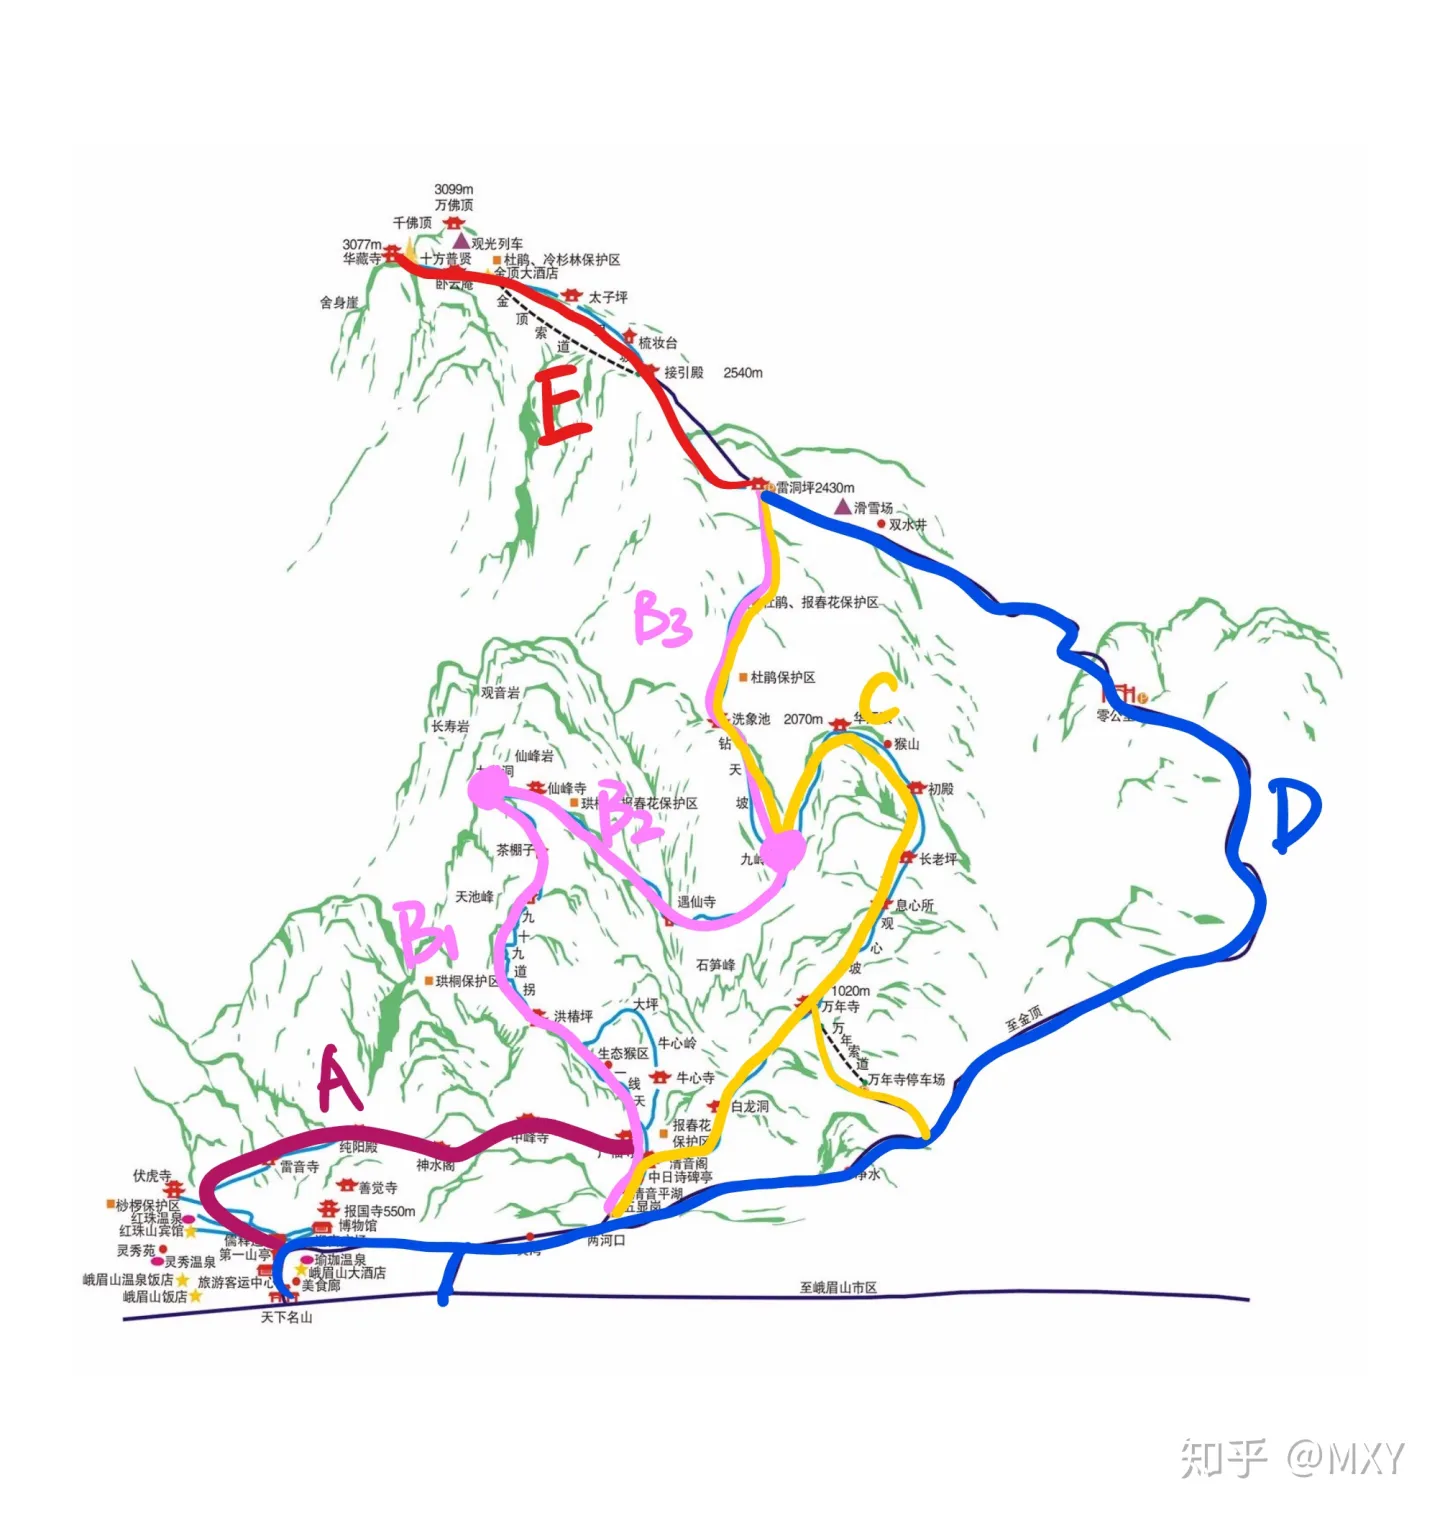 3099m
万佛顶
千佛顶
3077m
观光列车
华藏寺
十方普贤
杜鹃、冷杉林保护区
金顶大酒店
卧云庵
舍身崖
太子坪
金
顶
索
道
梳妆台
接引殿 2540m
E
雷洞坪2430m
滑雪场
双水井
B3
杜鹃、报春花保护区
杜鹃保护区
C
观音岩
长寿岩
洗象池 2070m
钻
天
坡
猴山
仙峰岩
仙峰寺
初殿
B2
报春花保护区
D
茶棚子
长老坪
天池峰
遇仙寺
息心所
B1
九
十
九
道
拐
观
心
坡
石笋峰
珙桐保护区
1020m
万年寺
大坪
洪椿坪
至金顶
万
年
索
道
牛心岭
生态猴区
一
线
天
牛心寺
万年寺停车场
A
白龙洞
报春花
保护区
纯阳殿
中峰寺
神水阁
雷音寺
清音阁
中日诗碑亭
净水
伏虎寺
善觉寺
清音平湖
五显岗
桫椤保护区
报国寺550m
红珠温泉
博物馆
红珠山宾馆
两河口
灵秀苑
第一山亭
灵秀温泉
瑜珈温泉
峨眉山大酒店
峨眉山温泉饭店
旅游客运中心
美食廊
至峨眉山市区
峨眉山饭店
天下名山
知乎 @MXY